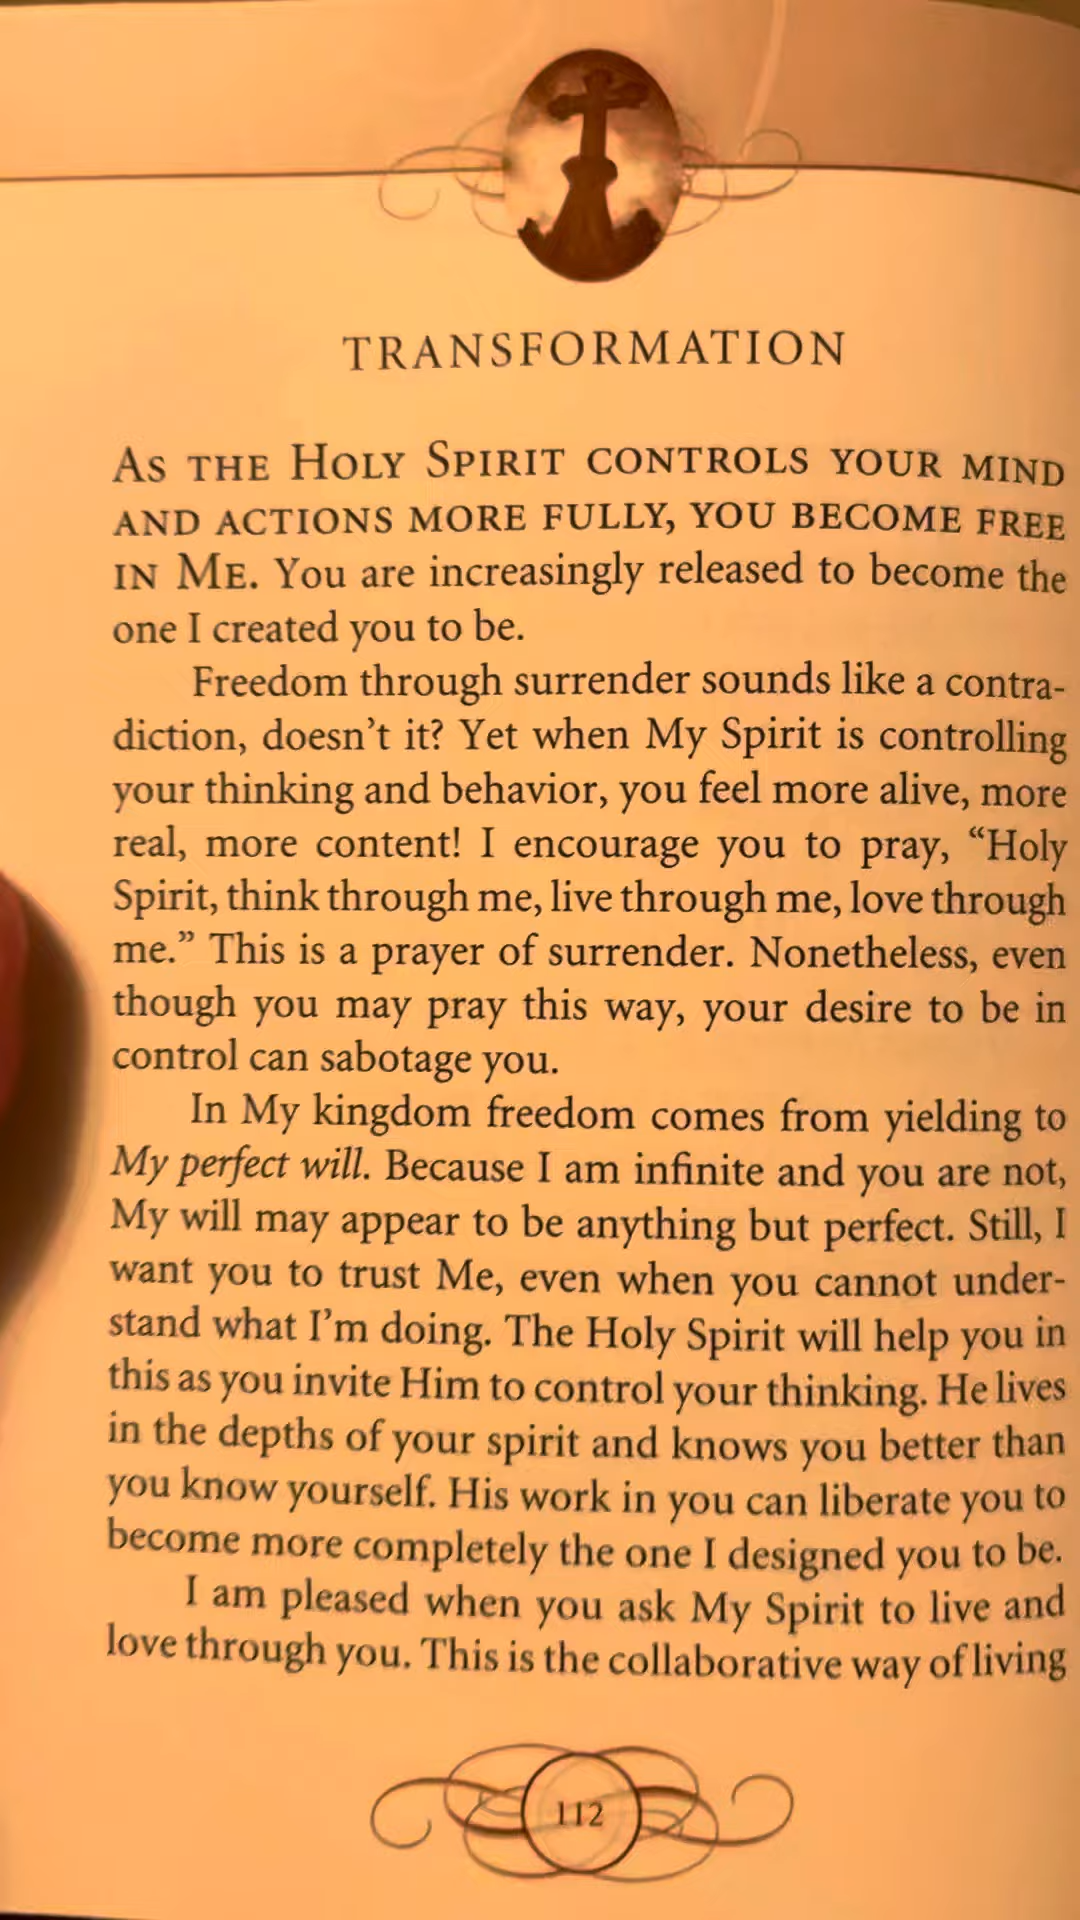 TRANSFORMATION
AS THE HOLY SPIRIT CONTROLS YOUR MIND
AND ACTIONS MORE FULLY, YOU BECOME FREE
IN ME. You are increasingly released to become the
one I created you to be.
Freedom through surrender sounds like a contra-
diction, doesn't it? Yet when My Spirit is controlling
your thinking and behavior, you feel more alive, more
real, more content! I encourage you to pray, “Holy
Spirit, think through me, live through me, love through
me.” This is a prayer of surrender. Nonetheless, even
though you may pray this way, your desire to be in
control can sabotage you.
In My kingdom freedom comes from yielding to
My perfect will. Because I am infinite and you are not,
My will may appear to be anything but perfect. Still, I
want you to trust Me, even when you cannot under-
stand what I'm doing. The Holy Spirit will help you in
this as you invite Him to control your thinking. He lives
in the depths of your spirit and knows you better than
you know yourself. His work in you can liberate you to
become more completely the one I designed you to be.
I am pleased when you ask My Spirit to live and
love through you. This is the collaborative way of living
112